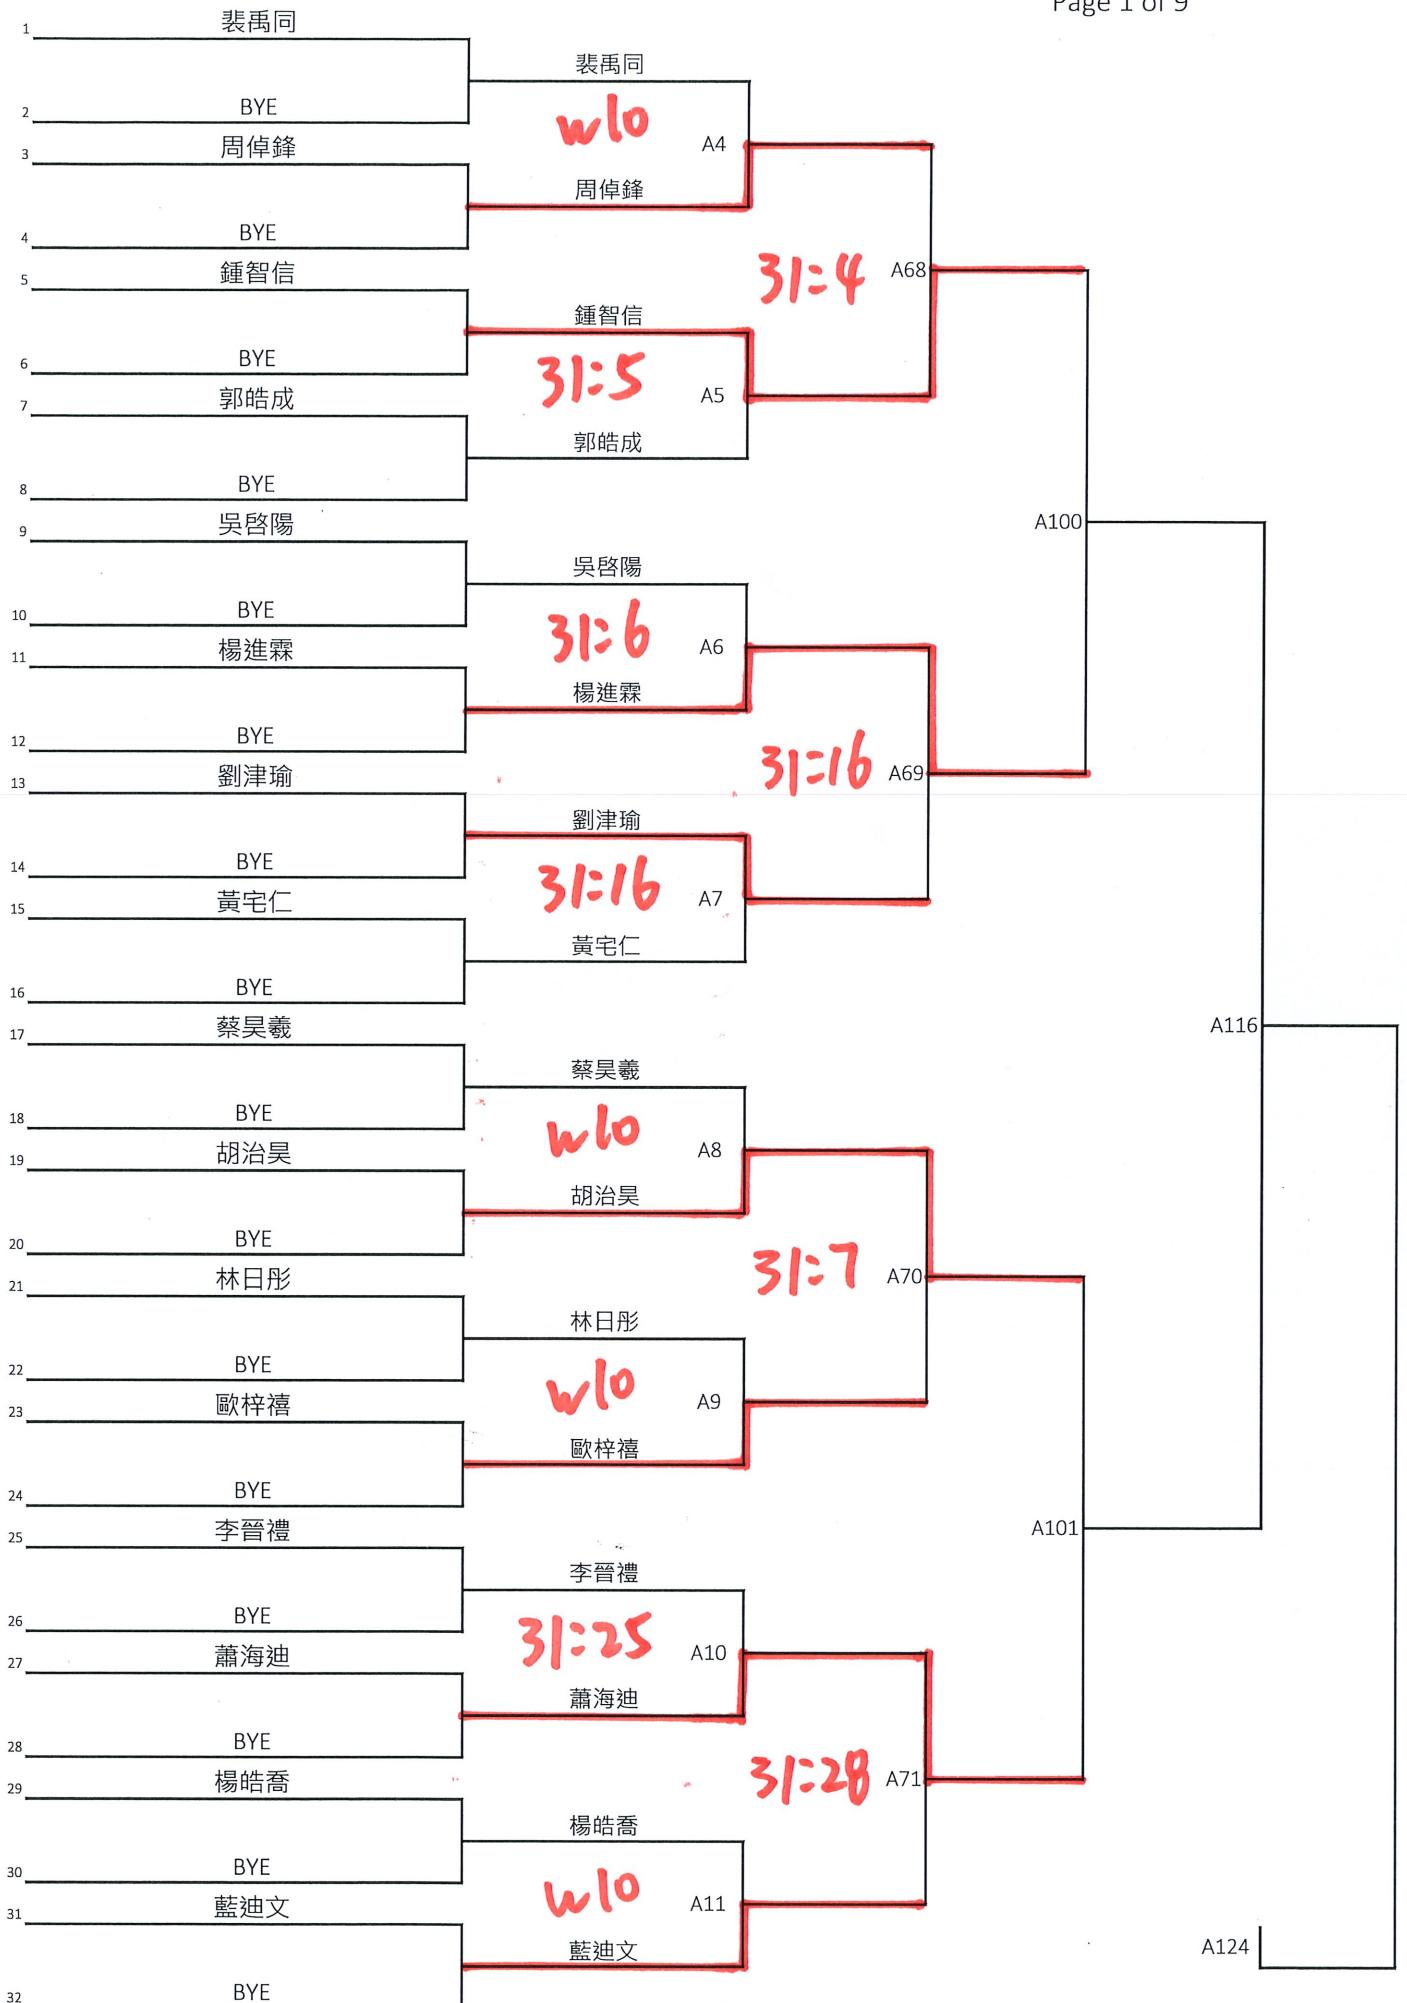 Page 1 of 9
1 裴禹同
裴禹同
2 BYE
w/o A4
3 周倬鋒
周倬鋒
4 BYE
31:4 A68
5 鍾智信
鍾智信
6 BYE
31:5 A5
7 郭皓成
郭皓成
8 BYE
9 吳啓陽
A100
吳啓陽
10 BYE
31:6 A6
11 楊進霖
楊進霖
12 BYE
31:16 A69
13 劉津瑜
劉津瑜
14 BYE
31:16 A7
15 黃宅仁
黃宅仁
16 BYE
17 蔡昊羲
A116
蔡昊羲
18 BYE
w/o A8
19 胡治昊
胡治昊
20 BYE
31:7 A70
21 林日彤
林日彤
22 BYE
w/o A9
23 歐梓禧
歐梓禧
24 BYE
25 李晉禮
A101
李晉禮
26 BYE
31:25 A10
27 蕭海迪
蕭海迪
28 BYE
31:28 A71
29 楊皓喬
楊皓喬
30 BYE
w/o A11
31 藍迪文
藍迪文
A124
32 BYE